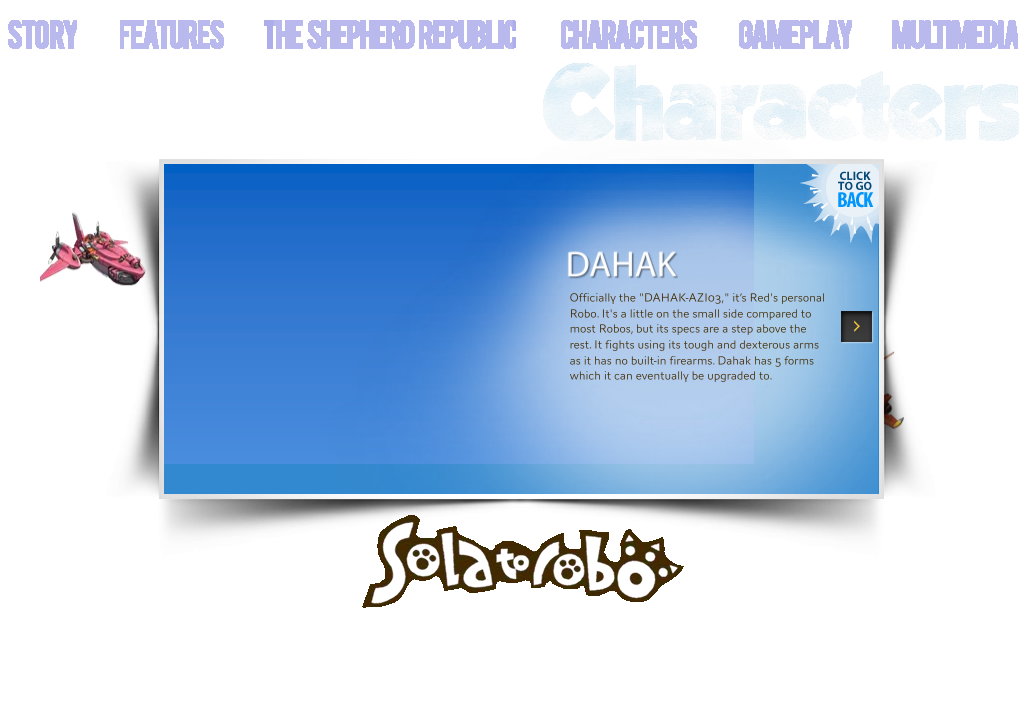 STORY FEATURES THE SHEPHERD REPUBLIC CHARACTERS GAMEPLAY MULTIMEDIA
Characters
CLICK
TO GO
BACK
DAHAK
Officially the "DAHAK-AZI03," it's Red's personal
Robo. It's a little on the small side compared to
most Robos, but its specs are a step above the
rest. It fights using its tough and dexterous arms
as it has no built-in firearms. Dahak has 5 forms
which it can eventually be upgraded to.
Solatorobo